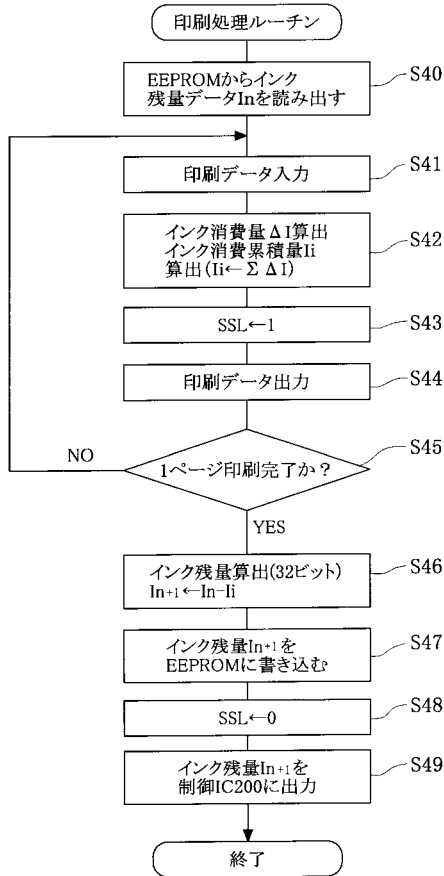 印刷処理ルーチン
EEPROMからインク
残量データInを読み出す
S40
印刷データ入力
S41
インク消費量ΔI算出
インク消費累積量Ii
算出(Ii←ΣΔI)
S42
SSL←1
S43
印刷データ出力
S44
1ページ印刷完了か?
S45
NO
YES
インク残量算出(32ビット)
In+1←In-Ii
S46
インク残量In+1を
EEPROMに書き込む
S47
SSL←0
S48
インク残量In+1を
制御IC200に出力
S49
終了